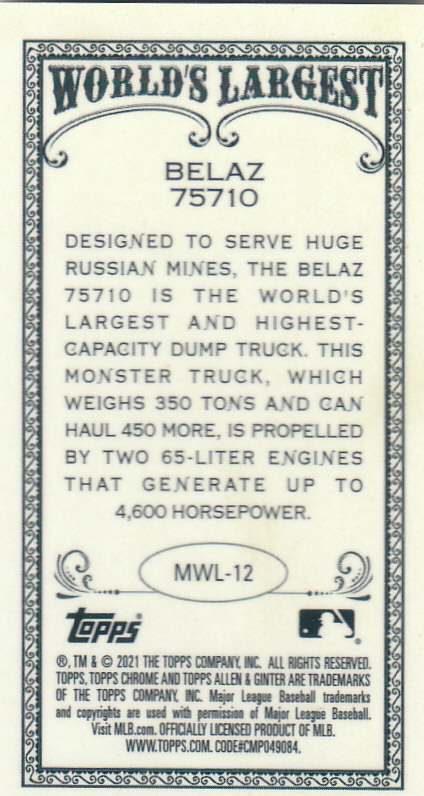 WORLD'S LARGEST
BELAZ
75710
DESIGNED TO SERVE HUGE
RUSSIAN MINES, THE BELAZ
75710 IS THE WORLD'S
LARGEST AND HIGHEST-
CAPACITY DUMP TRUCK. THIS
MONSTER TRUCK, WHICH
WEIGHS 350 TONS AND CAN
HAUL 450 MORE, IS PROPELLED
BY TWO 65-LITER ENGINES
THAT GENERATE UP TO
4,600 HORSEPOWER.
MWL-12
TOPPS ®
®, TM & © 2021 THE TOPPS COMPANY, INC. ALL RIGHTS RESERVED.
TOPPS, TOPPS CHROME AND TOPPS ALLEN & GINTER ARE TRADEMARKS
OF THE TOPPS COMPANY, INC. Major League Baseball trademarks
and copyrights are used with permission of Major League Baseball.
Visit MLB.com. OFFICIALLY LICENSED PRODUCT OF MLB.
WWW.TOPPS.COM. CODE#CMP049084.